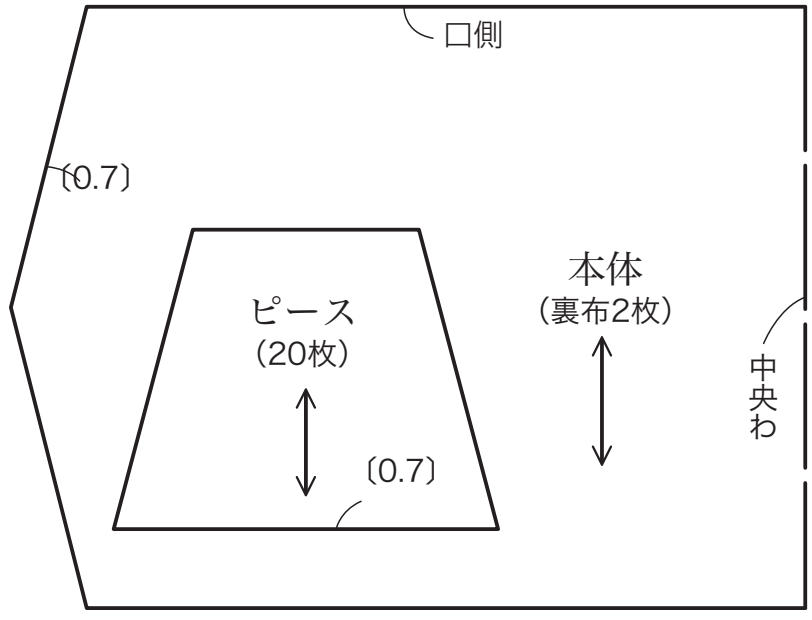 口側
〔0.7〕
本体
（裏布2枚）
ピース
（20枚）
中央わ
〔0.7〕